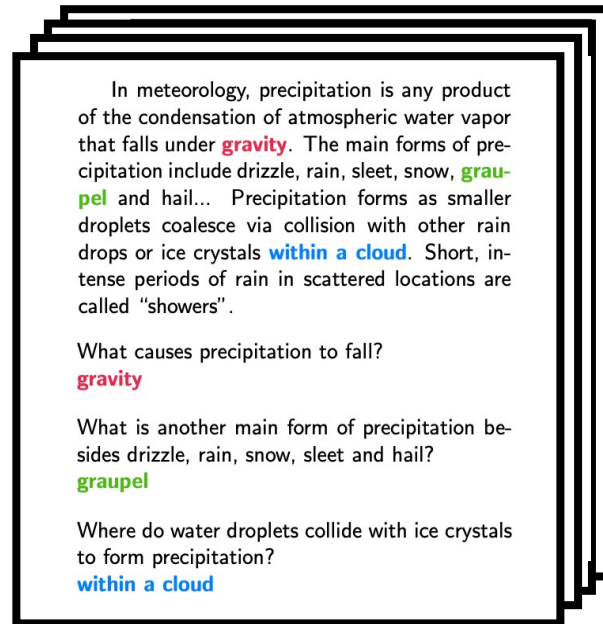 In meteorology, precipitation is any product
of the condensation of atmospheric water vapor
that falls under gravity. The main forms of pre-
cipitation include drizzle, rain, sleet, snow, grau-
pel and hail... Precipitation forms as smaller
droplets coalesce via collision with other rain
drops or ice crystals within a cloud. Short, in-
tense periods of rain in scattered locations are
called “showers”.
What causes precipitation to fall?
gravity
What is another main form of precipitation be-
sides drizzle, rain, snow, sleet and hail?
graupel
Where do water droplets collide with ice crystals
to form precipitation?
within a cloud